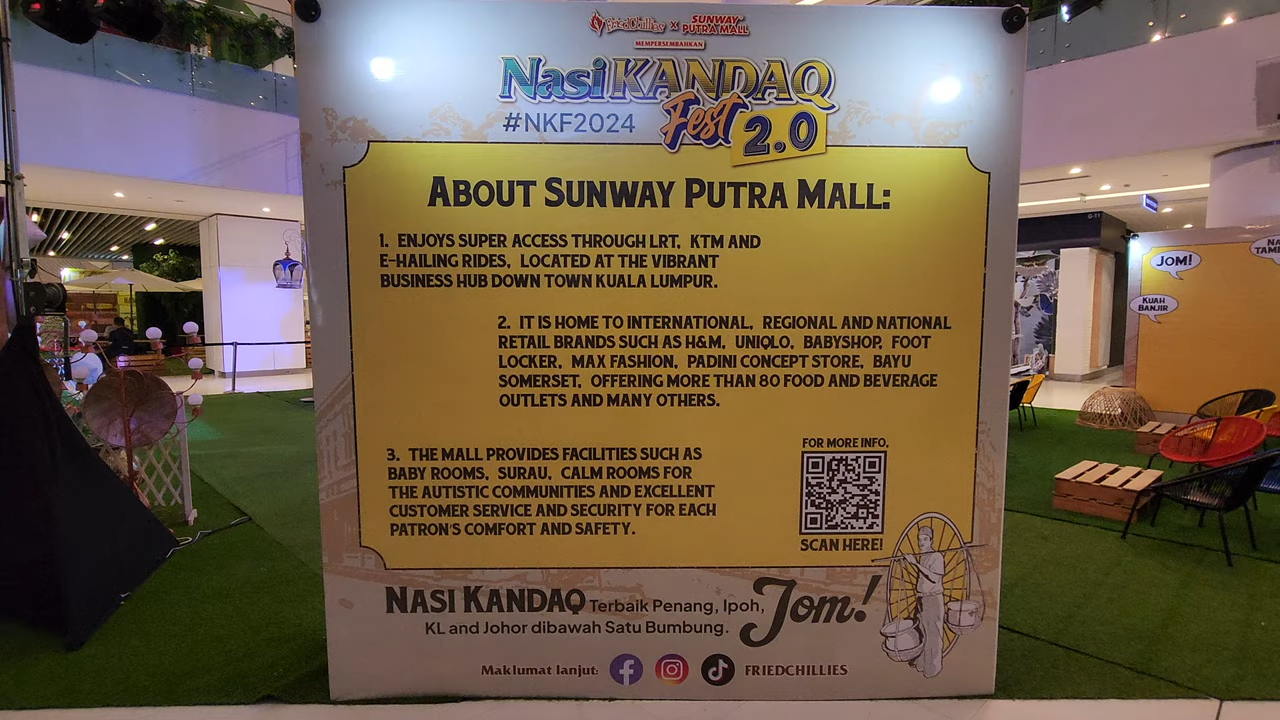 FriedChillies x SUNWAY PUTRA MALL
MEMPERSEMBAHKAN
Nasi KANDAQ
Fest 2.0
#NKF2024
ABOUT SUNWAY PUTRA MALL:
1. ENJOYS SUPER ACCESS THROUGH LRT, KTM AND
E-HAILING RIDES, LOCATED AT THE VIBRANT
BUSINESS HUB DOWN TOWN KUALA LUMPUR.
2. IT IS HOME TO INTERNATIONAL, REGIONAL AND NATIONAL
RETAIL BRANDS SUCH AS H&M, UNIQLO, BABYSHOP, FOOT
LOCKER, MAX FASHION, PADINI CONCEPT STORE, BAYU
SOMERSET, OFFERING MORE THAN 80 FOOD AND BEVERAGE
OUTLETS AND MANY OTHERS.
3. THE MALL PROVIDES FACILITIES SUCH AS
BABY ROOMS, SURAU, CALM ROOMS FOR
THE AUTISTIC COMMUNITIES AND EXCELLENT
CUSTOMER SERVICE AND SECURITY FOR EACH
PATRON'S COMFORT AND SAFETY.
FOR MORE INFO,
SCAN HERE!
NASI KANDAQ Terbaik Penang, Ipoh,
KL and Johor dibawah Satu Bumbung.
Jom!
Maklumat lanjut: FRIEDCHILLIES
G-11
JOM!
KUAH
BANJIR